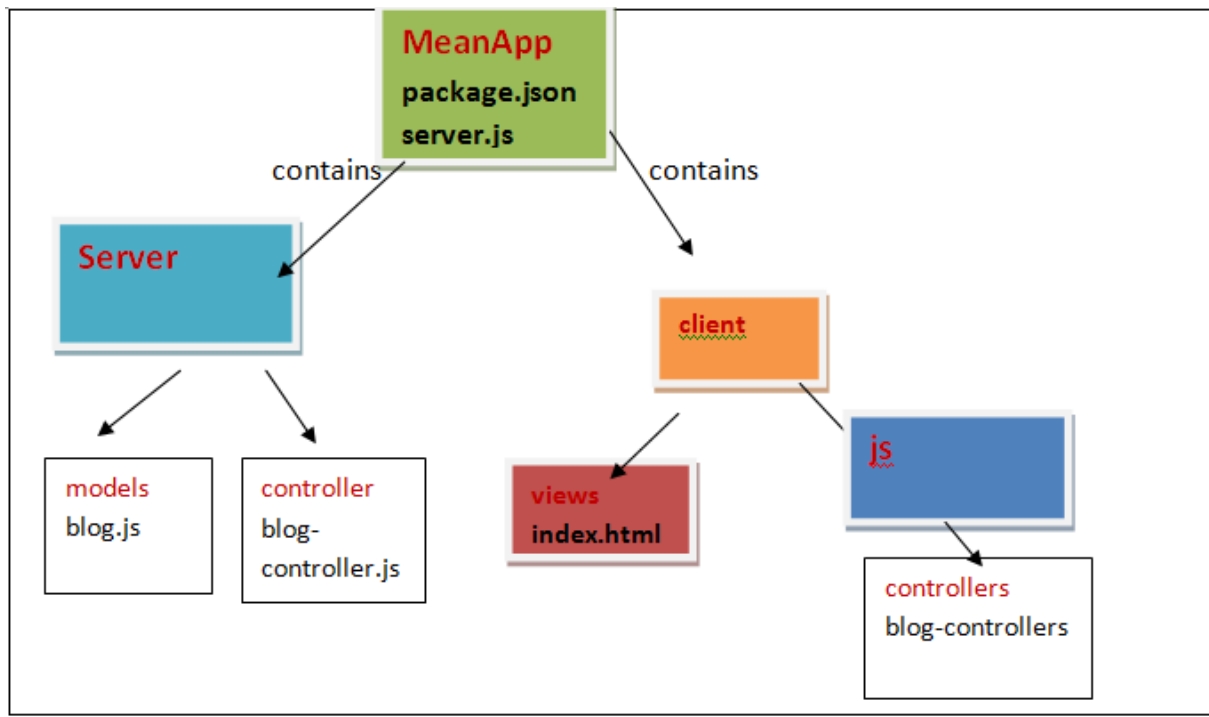 MeanApp
package.json
server.js
contains
contains
Server
client
js
models
blog.js
controller
blog-
controller.js
views
index.html
controllers
blog-controllers